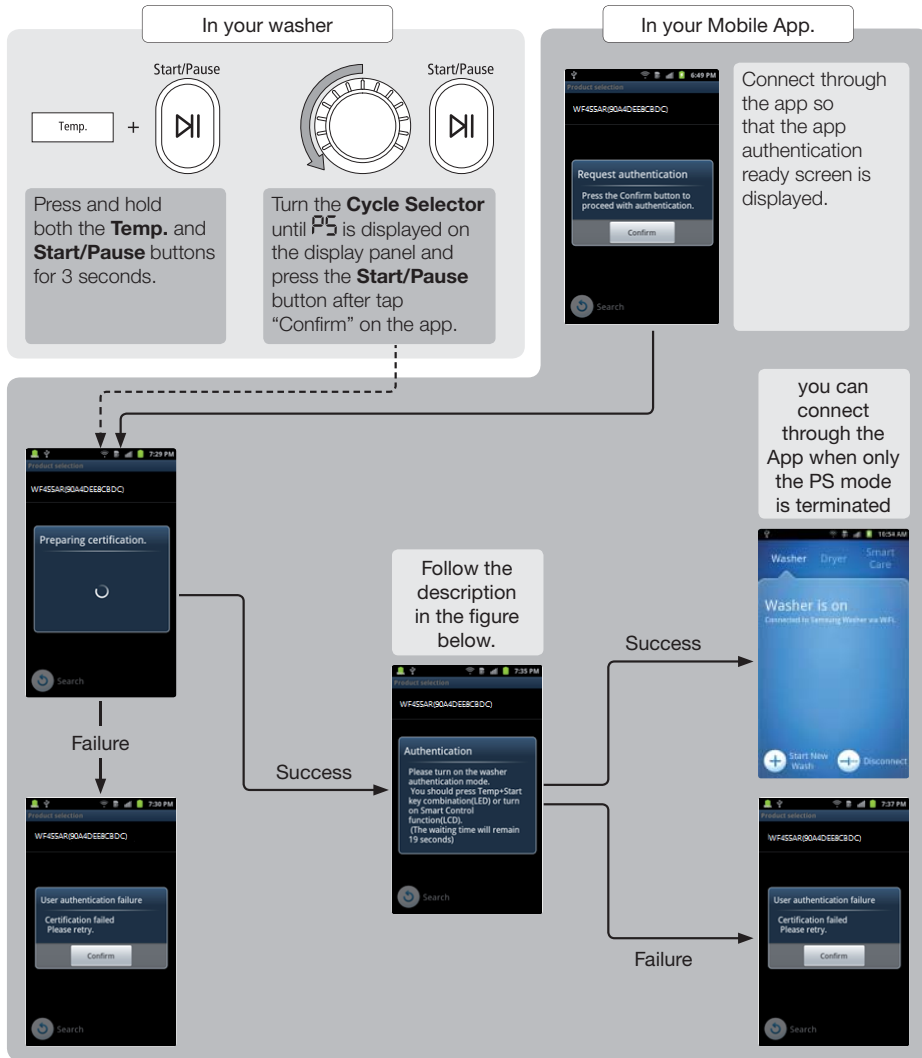 In your washer
In your Mobile App.
Start/Pause
Start/Pause
Temp.
+
Press and hold
both the Temp. and
Start/Pause buttons
for 3 seconds.
Turn the Cycle Selector
until PS is displayed on
the display panel and
press the Start/Pause
button after tap
“Confirm” on the app.
6:49 PM
Product selection
WF455AR(90A4DEE8CBDC)
Request authentication
Press the Confirm button to
proceed with authentication.
Confirm
Search
Connect through
the app so
that the app
authentication
ready screen is
displayed.
7:29 PM
Product selection
WF455AR(90A4DEE8CBDC)
Preparing certification.
Search
Failure
Success
7:30 PM
Product selection
WF455AR(90A4DEE8CBDC)
User authentication failure
Certification failed
Please retry.
Confirm
Search
Follow the
description
in the figure
below.
7:35 PM
Product selection
WF455AR(90A4DEE8CBDC)
Authentication
Please turn on the washer
authentication mode.
You should press Temp+Start
key combination(LED) or turn
on Smart Control
function(LCD).
(The waiting time will remain
19 seconds)
Search
Success
Failure
you can
connect
through the
App when only
the PS mode
is terminated
10:54 AM
Washer Dryer Smart
Care
Washer is on
Connected to Samsung Washer via WiFi.
Start New
Wash
Disconnect
7:37 PM
Product selection
WF455AR(90A4DEE8CBDC)
User authentication failure
Certification failed
Please retry.
Confirm
Search